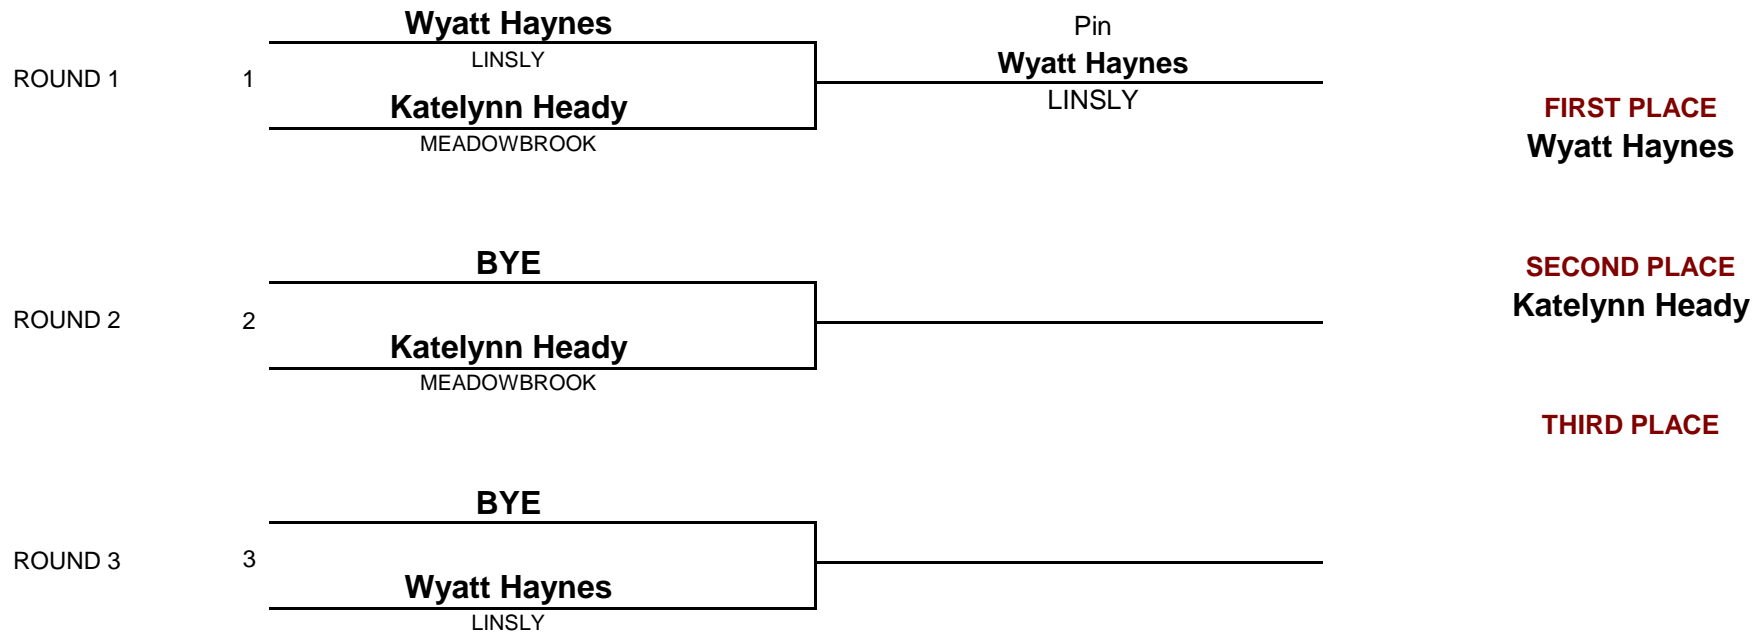 Wyatt Haynes
LINSLY
ROUND 1
1
Katelynn Heady
MEADOWBROOK
Pin
Wyatt Haynes
LINSLY
FIRST PLACE
Wyatt Haynes
BYE
ROUND 2
2
Katelynn Heady
MEADOWBROOK
SECOND PLACE
Katelynn Heady
THIRD PLACE
BYE
ROUND 3
3
Wyatt Haynes
LINSLY